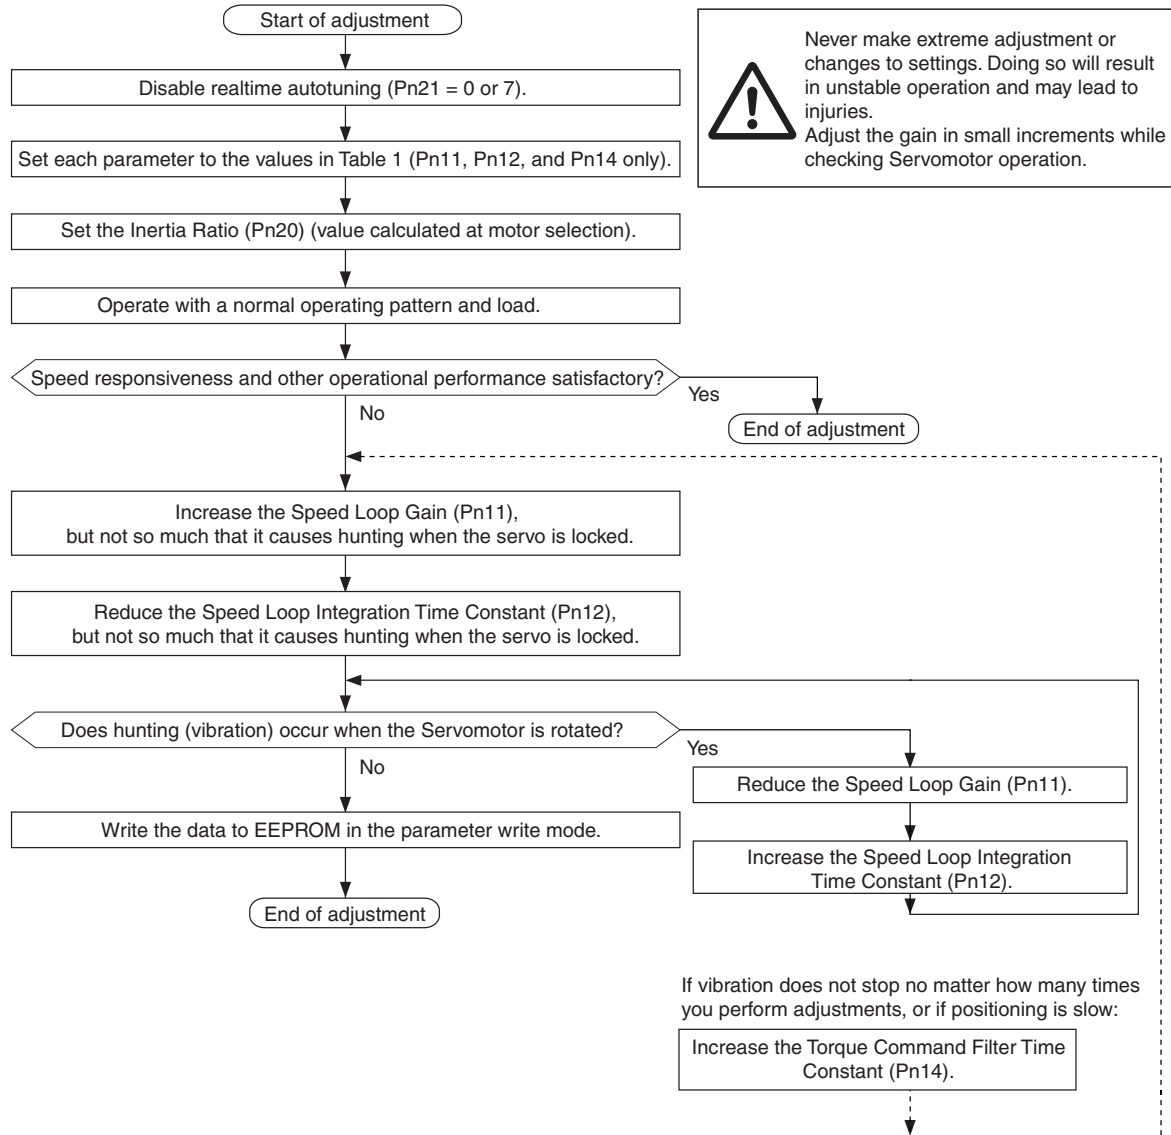 Start of adjustment
Never make extreme adjustment or
changes to settings. Doing so will result
in unstable operation and may lead to
injuries.
Adjust the gain in small increments while
checking Servomotor operation.
Disable realtime autotuning (Pn21 = 0 or 7).
Set each parameter to the values in Table 1 (Pn11, Pn12, and Pn14 only).
Set the Inertia Ratio (Pn20) (value calculated at motor selection).
Operate with a normal operating pattern and load.
Speed responsiveness and other operational performance satisfactory?
Yes
No
End of adjustment
Increase the Speed Loop Gain (Pn11),
but not so much that it causes hunting when the servo is locked.
Reduce the Speed Loop Integration Time Constant (Pn12),
but not so much that it causes hunting when the servo is locked.
Does hunting (vibration) occur when the Servomotor is rotated?
Yes
No
Reduce the Speed Loop Gain (Pn11).
Write the data to EEPROM in the parameter write mode.
Increase the Speed Loop Integration
Time Constant (Pn12).
End of adjustment
If vibration does not stop no matter how many times
you perform adjustments, or if positioning is slow:
Increase the Torque Command Filter Time
Constant (Pn14).